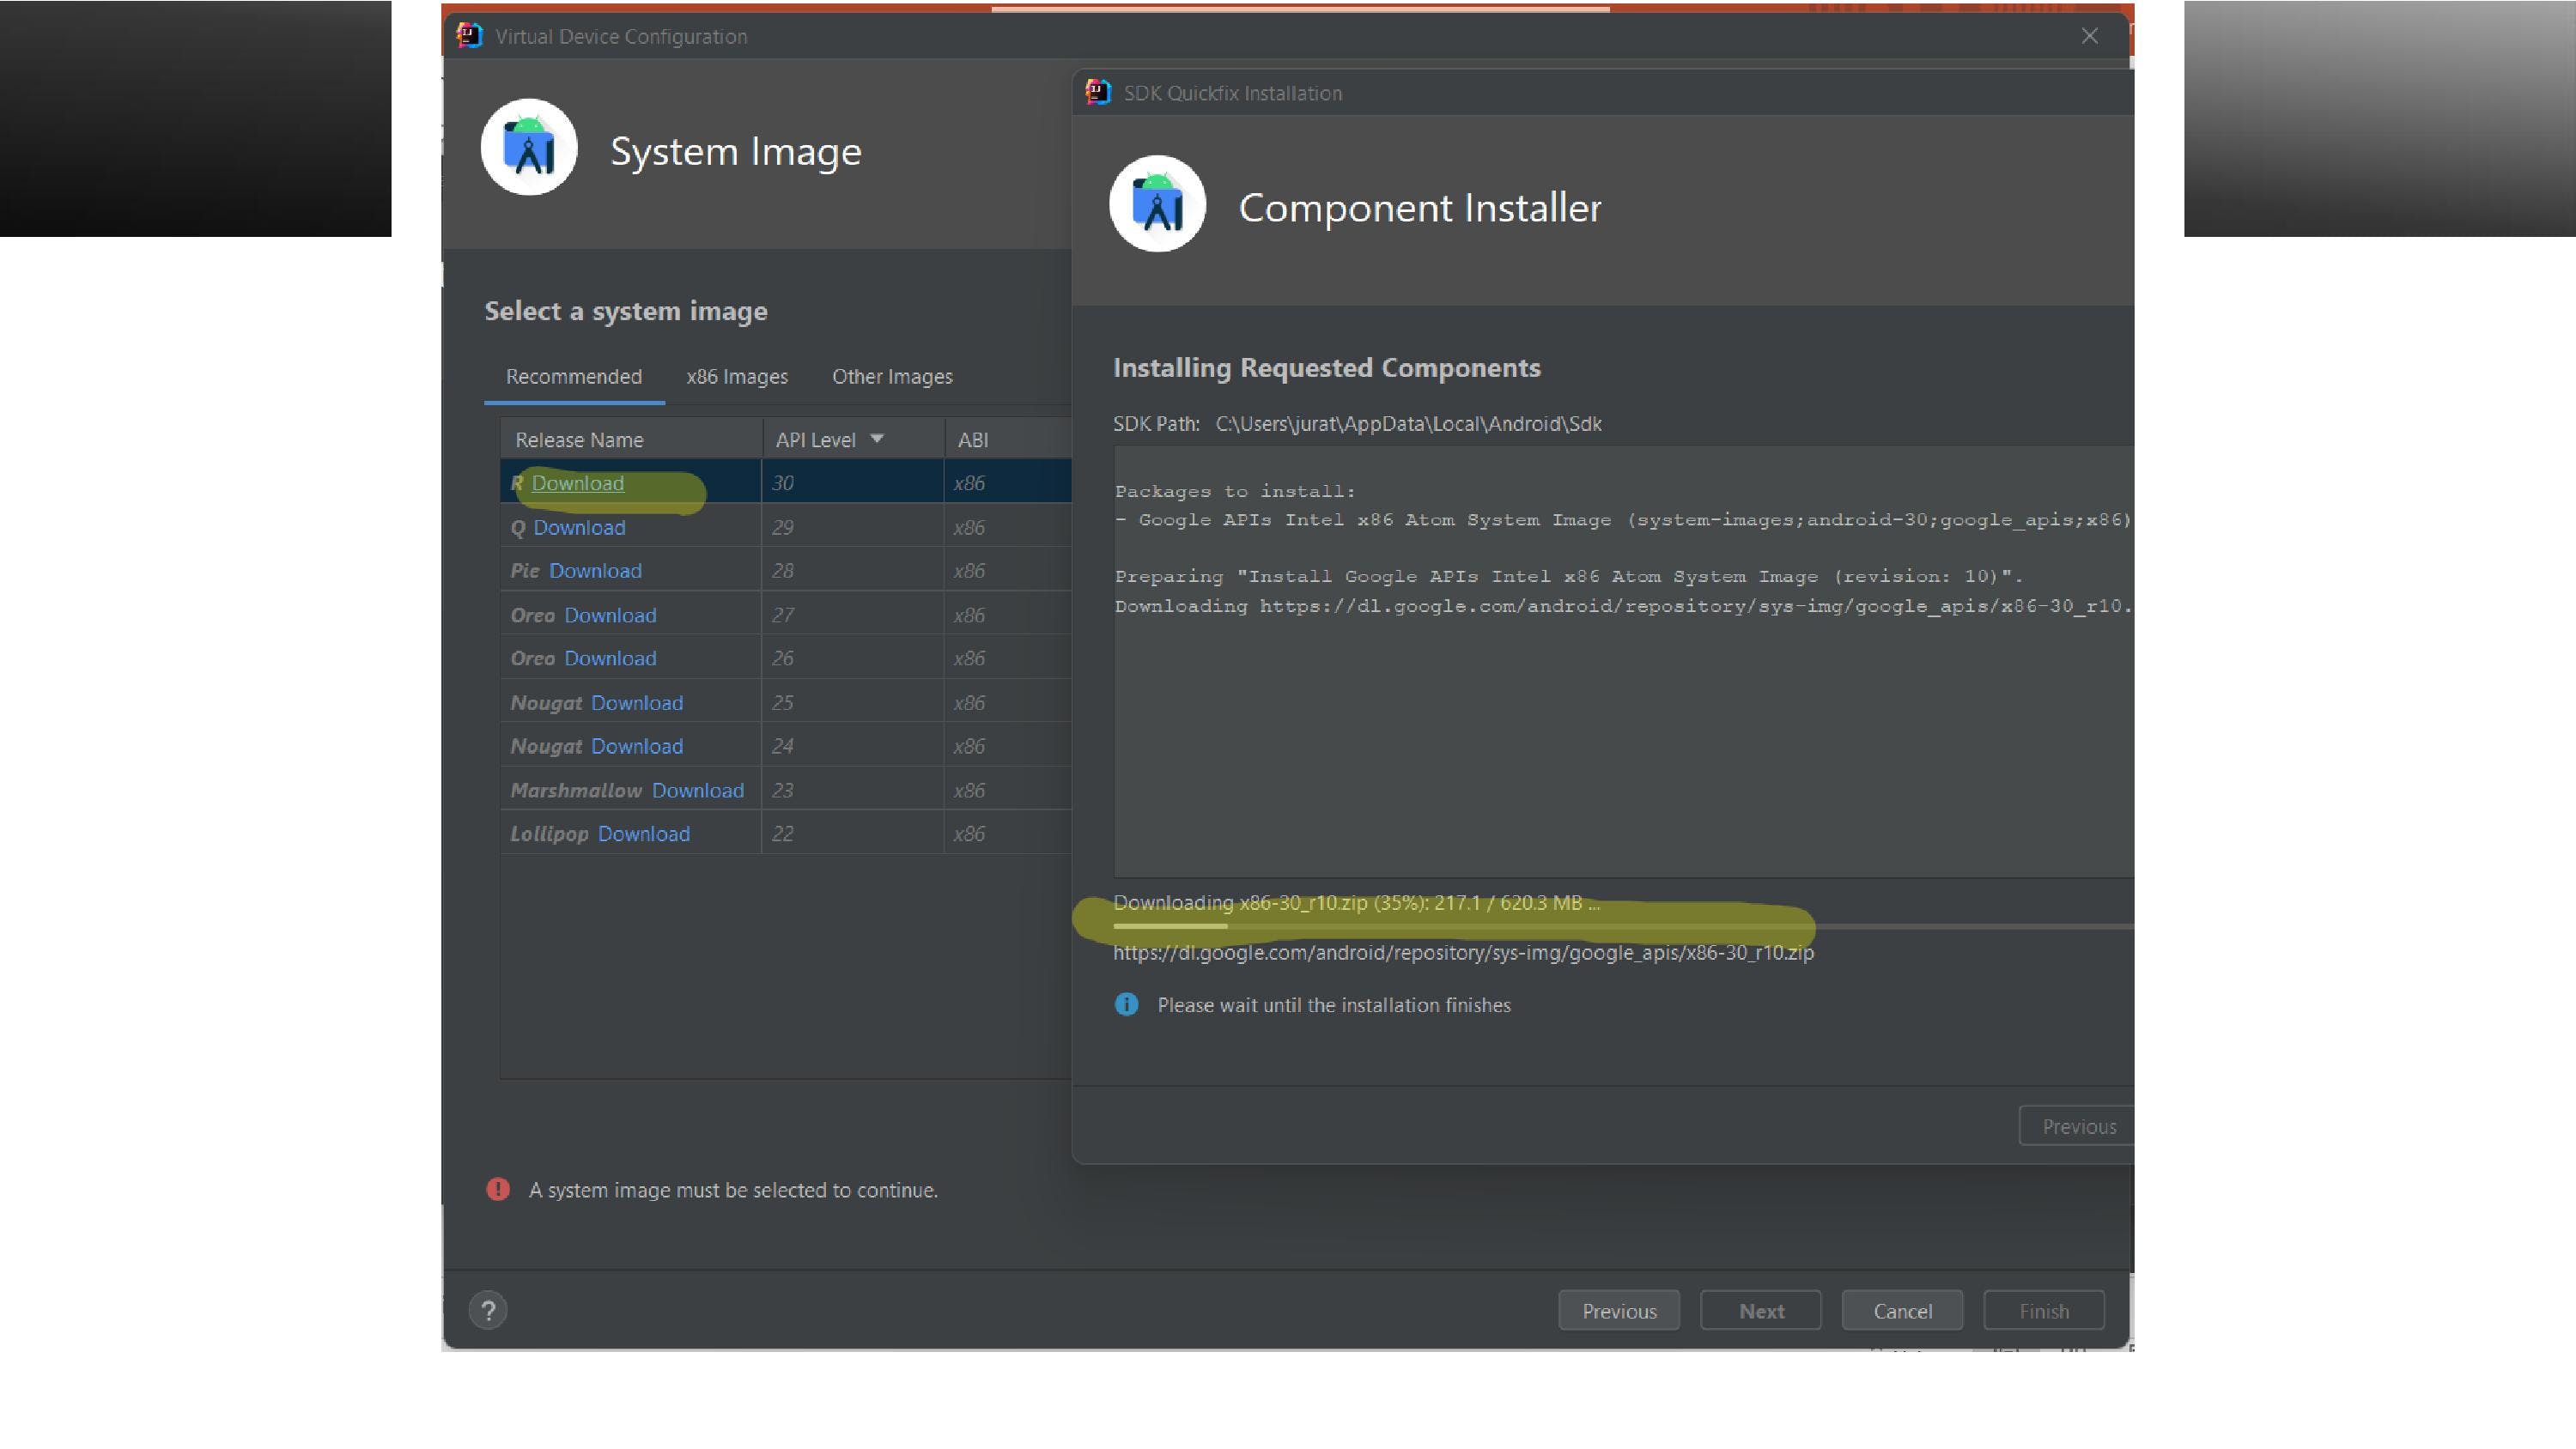 Virtual Device Configuration
System Image
Select a system image
Recommended x86 Images Other Images
Release Name API Level ABI
R Download 30 x86
Q Download 29 x86
Pie Download 28 x86
Oreo Download 27 x86
Oreo Download 26 x86
Nougat Download 25 x86
Nougat Download 24 x86
Marshmallow Download 23 x86
Lollipop Download 22 x86
A system image must be selected to continue.
SDK Quickfix Installation
Component Installer
Installing Requested Components
SDK Path: C:\Users\jurat\AppData\Local\Android\Sdk
Packages to install:
- Google APIs Intel x86 Atom System Image (system-images;android-30;google_apis;x86)
Preparing "Install Google APIs Intel x86 Atom System Image (revision: 10)".
Downloading https://dl.google.com/android/repository/sys-img/google_apis/x86-30_r10.
Downloading x86-30_r10.zip (35%): 217.1 / 620.3 MB ...
https://dl.google.com/android/repository/sys-img/google_apis/x86-30_r10.zip
Please wait until the installation finishes
Previous
? Previous Next Cancel Finish